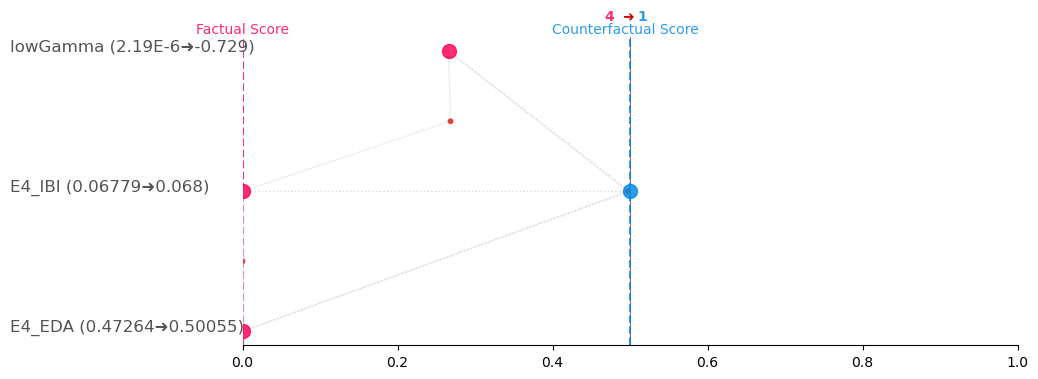 4 ➔ 1
Factual Score Counterfactual Score
lowGamma (2.19E-6➔-0.729)
E4_IBI (0.06779➔0.068)
E4_EDA (0.47264➔0.50055)
0.0 0.2 0.4 0.6 0.8 1.0